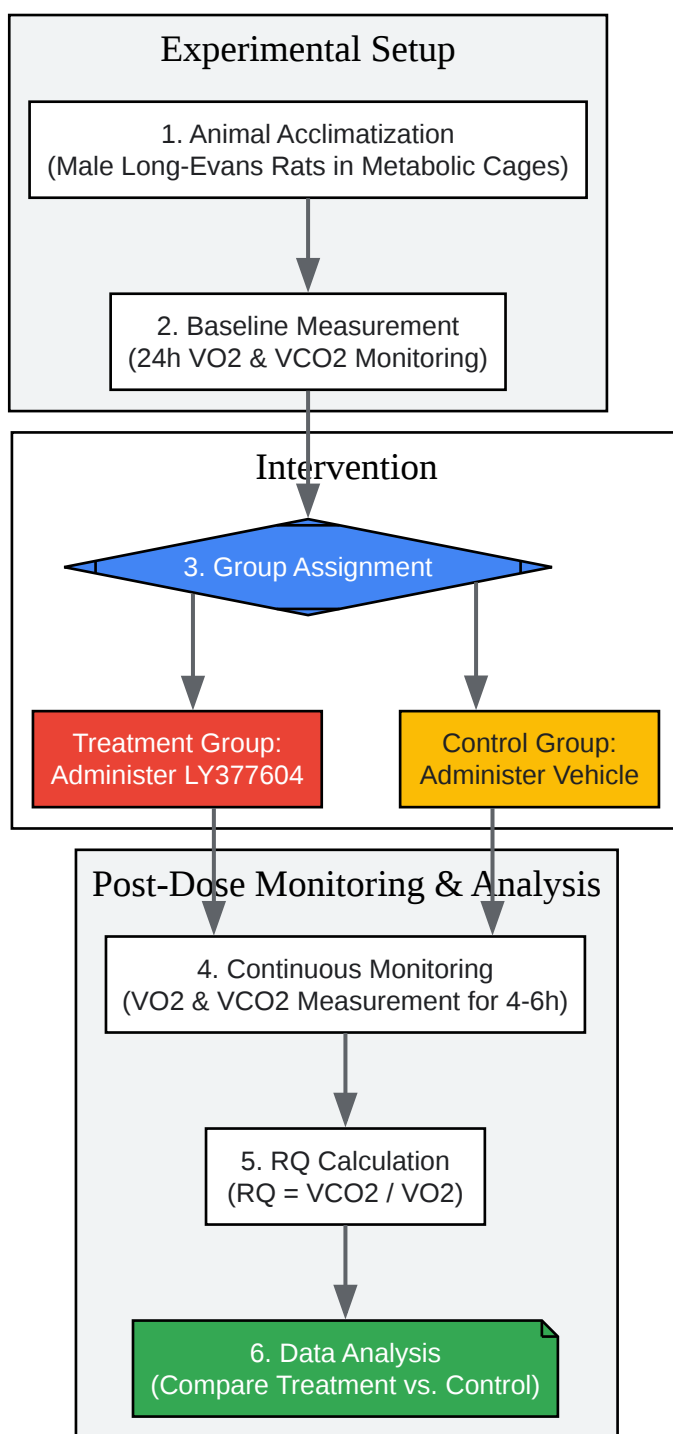 Experimental Setup
1. Animal Acclimatization
(Male Long-Evans Rats in Metabolic Cages)
2. Baseline Measurement
(24h VO2 & VCO2 Monitoring)
Intervention
3. Group Assignment
Treatment Group:
Administer LY377604
Control Group:
Administer Vehicle
Post-Dose Monitoring & Analysis
4. Continuous Monitoring
(VO2 & VCO2 Measurement for 4-6h)
5. RQ Calculation
(RQ = VCO2 / VO2)
6. Data Analysis
(Compare Treatment vs. Control)